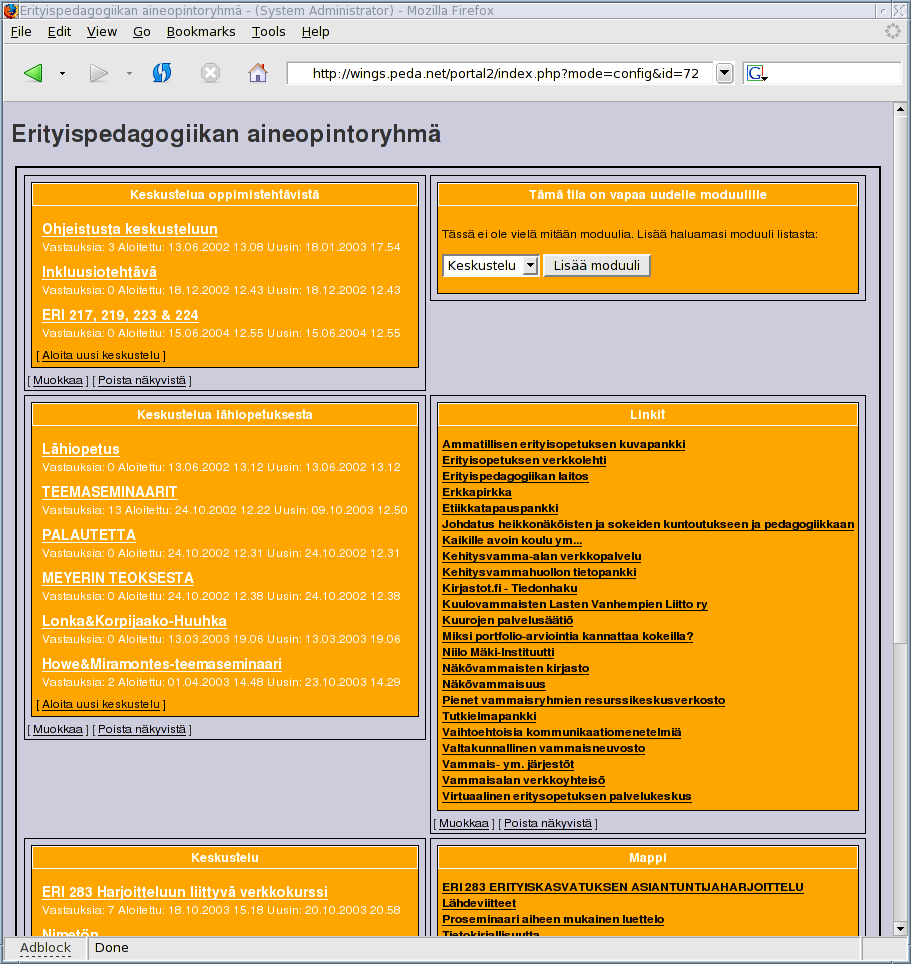 Erityispedagogiikan aineopintoryhmä - (System Administrator) - Mozilla Firefox
File Edit View Go Bookmarks Tools Help
http://wings.peda.net/portal2/index.php?mode=config&id=72
G
Erityispedagogiikan aineopintoryhmä
Keskustelua oppimistehtävistä
Ohjeistusta keskusteluun
Vastauksia: 3 Aloitettu: 13.06.2002 13.08 Uusin: 18.01.2003 17.54
Inkluusiotehtävä
Vastauksia: 0 Aloitettu: 18.12.2002 12.43 Uusin: 18.12.2002 12.43
ERI 217, 219, 223 & 224
Vastauksia: 0 Aloitettu: 15.06.2004 12.55 Uusin: 15.06.2004 12.55
[ Aloita uusi keskustelu ]
[ Muokkaa ] [ Poista näkyvistä ]
Tämä tila on vapaa uudelle moduulille
Tässä ei ole vielä mitään moduulia. Lisää haluamasi moduuli listasta:
Keskustelu Lisää moduuli
Keskustelua lähiopetuksesta
Lähiopetus
Vastauksia: 0 Aloitettu: 13.06.2002 13.12 Uusin: 13.06.2002 13.12
TEEMASEMINAARIT
Vastauksia: 13 Aloitettu: 24.10.2002 12.22 Uusin: 09.10.2003 12.50
PALAUTETTA
Vastauksia: 0 Aloitettu: 24.10.2002 12.31 Uusin: 24.10.2002 12.31
MEYERIN TEOKSESTA
Vastauksia: 0 Aloitettu: 24.10.2002 12.38 Uusin: 24.10.2002 12.38
Lonka&Korpijaako-Huuhka
Vastauksia: 0 Aloitettu: 13.03.2003 19.06 Uusin: 13.03.2003 19.06
Howe&Miramontes-teemaseminaari
Vastauksia: 2 Aloitettu: 01.04.2003 14.48 Uusin: 23.10.2003 14.29
[ Aloita uusi keskustelu ]
[ Muokkaa ] [ Poista näkyvistä ]
Linkit
Ammatillisen erityisopetuksen kuvapankki
Erityisopetuksen verkkolehti
Erityispedagogiikan laitos
Erkkapirkka
Etiikkatapauspankki
Johdatus heikkonäköisten ja sokeiden kuntoutukseen ja pedagogiikkaan
Kaikille avoin koulu ym...
Kehitysvamma-alan verkkopalvelu
Kehitysvammahuollon tietopankki
Kirjastot.fi - Tiedonhaku
Kuulovammaisten Lasten Vanhempien Liitto ry
Kuurojen palvelusäätiö
Miksi portfolio-arviointia kannattaa kokeilla?
Niilo Mäki-Instituutti
Näkövammaisten kirjasto
Näkövammaisuus
Pienet vammaisryhmien resurssikeskusverkosto
Tutkielmapankki
Vaihtoehtoisia kommunikaatiomenetelmiä
Valtakunnallinen vammaisneuvosto
Vammais- ym. järjestöt
Vammaisalan verkkoyhteisö
Virtuaalinen eritysopetuksen palvelukeskus
[ Muokkaa ] [ Poista näkyvistä ]
Keskustelu
ERI 283 Harjoitteluun liittyvä verkkokurssi
Vastauksia: 7 Aloitettu: 18.10.2003 15.18 Uusin: 20.10.2003 20.58
Nimetön
Mappi
ERI 283 ERITYISKASVATUKSEN ASIANTUNTIJAHARJOITTELU
Lähdeviitteet
Proseminaari aiheen mukainen luettelo
Tietokirjallisuutta
Adblock Done